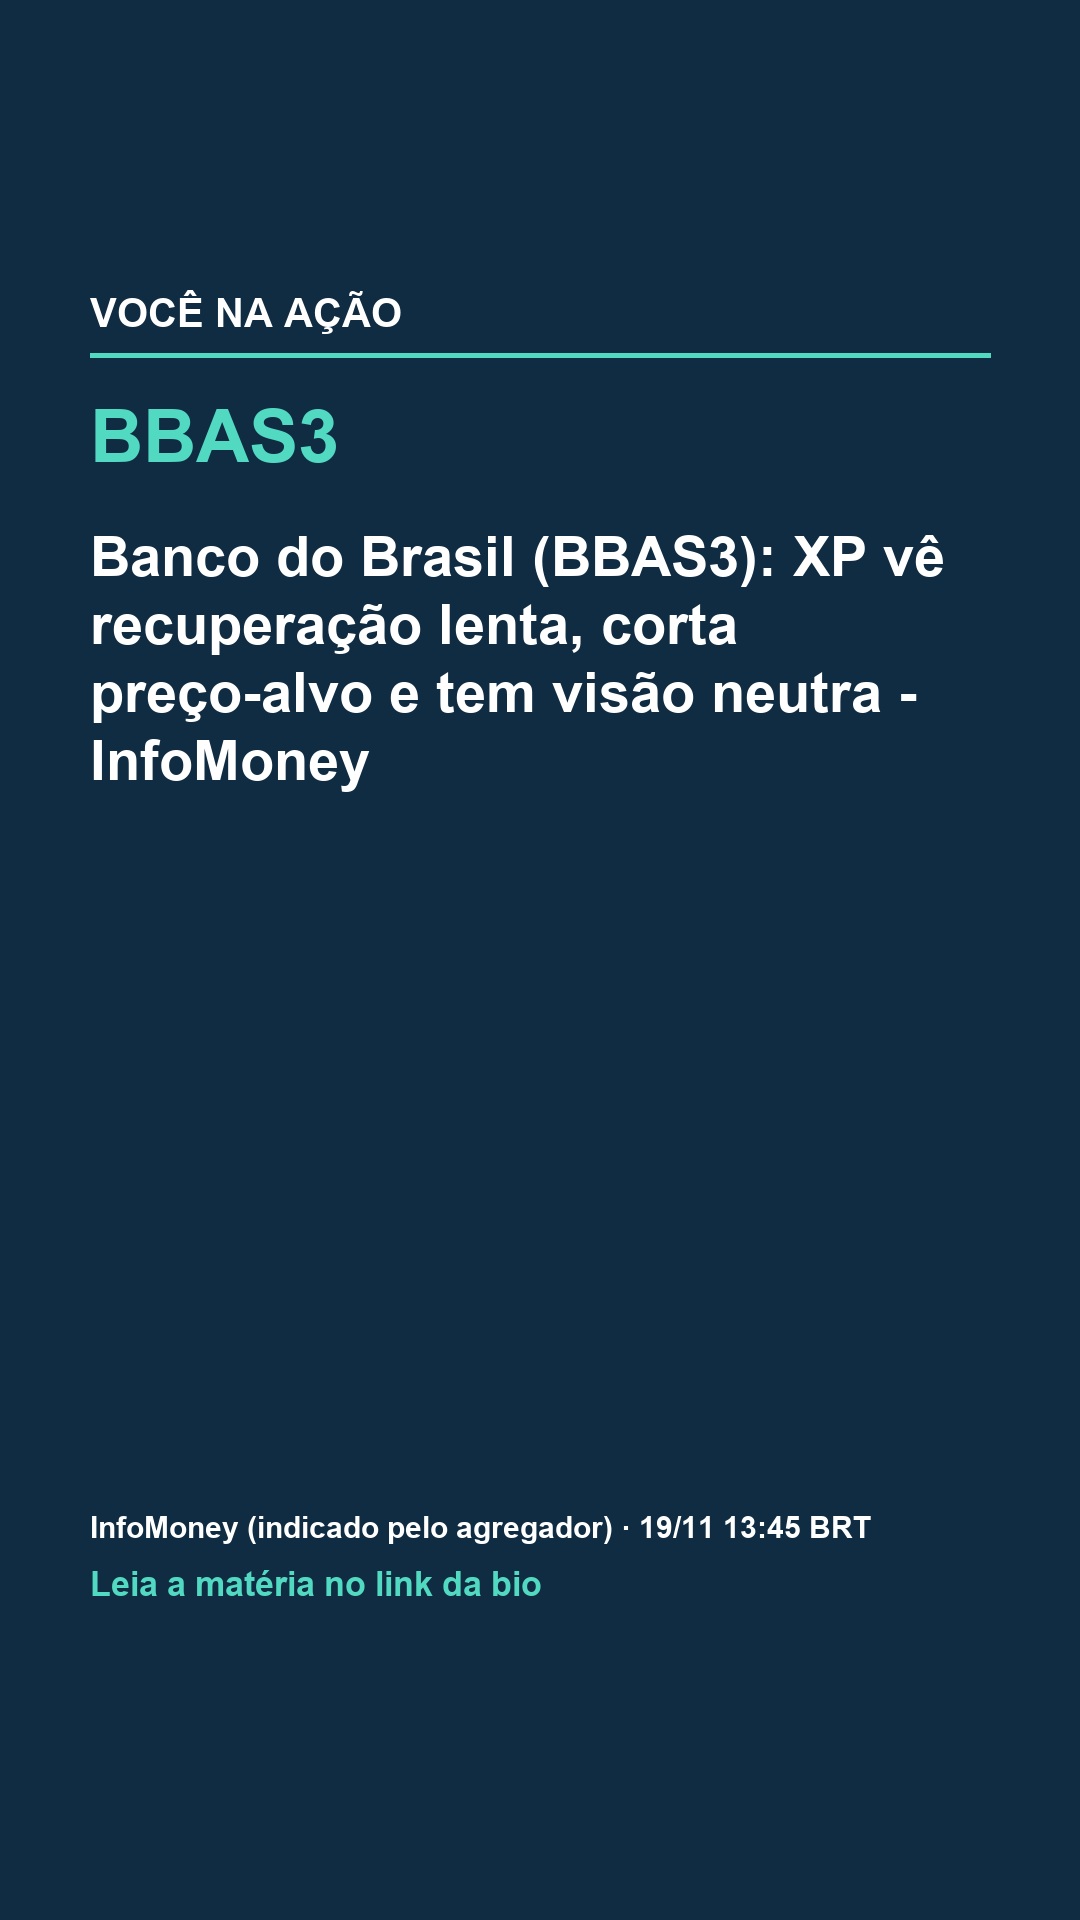 VOCÊ NA AÇÃO
BBAS3
Banco do Brasil (BBAS3): XP vê
recuperação lenta, corta
preço-alvo e tem visão neutra -
InfoMoney
InfoMoney (indicado pelo agregador) · 19/11 13:45 BRT
Leia a matéria no link da bio